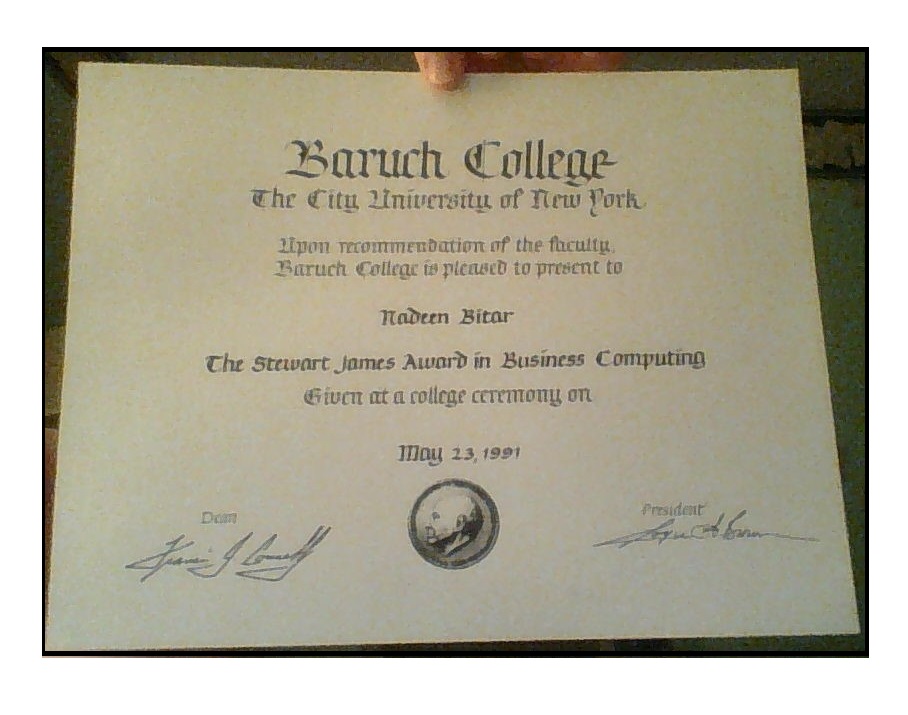 Baruch College
The City University of New York
Upon recommendation of the faculty,
Baruch College is pleased to present to
Nadeen Bitar
The Stewart James Award in Business Computing
Given at a college ceremony on
May 23, 1991
Dean
President